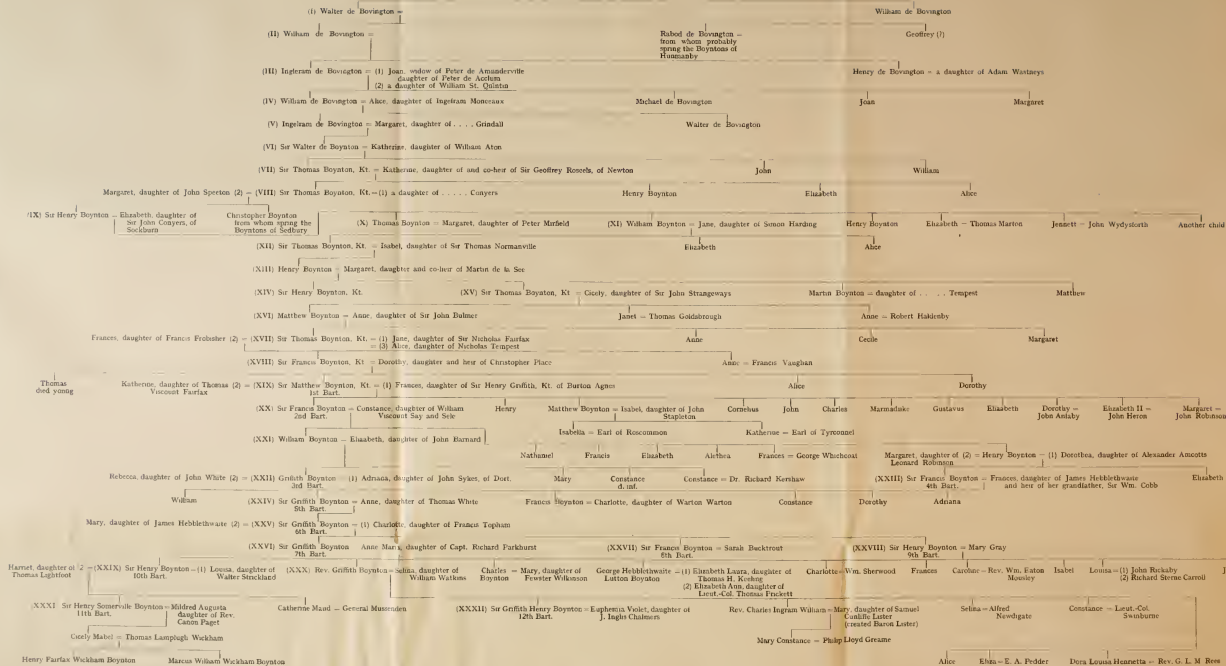 (I) Walter de Bovington = William de Bovington
(II) William de Bovington = Rabod de Bovington = Geoffrey (?)
from whom probably
spring the Boyntons of
Hunmanby
(III) Ingleram de Bovington = (1) Joan, widow of Peter de Amunderville Henry de Bovington = a daughter of Adam Wastneys
daughter of Peter de Acclum
(2) a daughter of William St. Quintin
(IV) William de Bovington = Alice, daughter of Ingelram Monceaux Michael de Bovington Joan Margaret
(V) Ingelram de Bovington = Margaret, daughter of . . . . Grindall Walter de Bovington
(VI) Sir Walter de Boynton = Katherine, daughter of William Aton
(VII) Sir Thomas Boynton, Kt. = Katherine, daughter of and co-heir of Sir Geoffrey Rossels, of Newton John William
Margaret, daughter of John Speeton (2) = (VIII) Sir Thomas Boynton, Kt. = (1) a daughter of . . . . . Conyers Henry Boynton Elizabeth Alice
(IX) Sir Henry Boynton = Elizabeth, daughter of Christopher Boynton (X) Thomas Boynton = Margaret, daughter of Peter Mirfield (XI) William Boynton = Jane, daughter of Simon Harding Henry Boynton Elizabeth = Thomas Marton Jennett = John Wydysforth Another child
Sir John Conyers, of from whom spring the
Sockburn Boyntons of Sedbury
(XII) Sir Thomas Boynton, Kt. = Isabel, daughter of Sir Thomas Normanville Elizabeth Alice
(XIII) Henry Boynton = Margaret, daughter and co-heir of Martin de la See
(XIV) Sir Henry Boynton, Kt. (XV) Sir Thomas Boynton, Kt = Cicely, daughter of Sir John Strangeways Martin Boynton = daughter of . . . . Tempest Matthew
(XVI) Matthew Boynton = Anne, daughter of Sir John Bulmer Janet = Thomas Goldsbrough Anne = Robert Haldenby
Frances, daughter of Francis Frobisher (2) = (XVII) Sir Thomas Boynton, Kt = (1) Jane, daughter of Sir Nicholas Fairfax Anne Cecile Margaret
= (3) Alice, daughter of Nicholas Tempest
(XVIII) Sir Francis Boynton, Kt = Dorothy, daughter and heir of Christopher Place Anne = Francis Vaughan
Thomas Katherine, daughter of Thomas (2) = (XIX) Sir Matthew Boynton, Kt = (1) Frances, daughter of Sir Henry Griffith, Kt. of Burton Agnes Alice Dorothy
died young Viscount Fairfax 1st Bart.
(XX) Sir Francis Boynton = Constance, daughter of William Henry Matthew Boynton = Isabel, daughter of John Cornelius John Charles Marmaduke Gustavus Elizabeth Dorothy = Elizabeth II = Margaret =
2nd Bart. Viscount Say and Sele Stapleton John Anlaby John Heron John Robinson
Isabella = Earl of Roscommon Katherine = Earl of Tyrconnel
(XXI) William Boynton = Elizabeth, daughter of John Barnard
Nathaniel Francis Elizabeth Alethea Frances = George Whichcoat Margaret, daughter of (2) = Henry Boynton = (1) Dorothea, daughter of Alexander Amcotts
Leonard Robinson
Rebecca, daughter of John White (2) = (XXII) Griffith Boynton = (1) Adriana, daughter of John Sykes, of Dort. Mary Constance Constance = Dr. Richard Kershaw (XXIII) Sir Francis Boynton = Frances, daughter of James Hebblethwaite Elizabeth
3rd Bart. d. inf. 4th Bart. and heir of her grandfather, Sir Wm. Cobb
William (XXIV) Sir Griffith Boynton = Anne, daughter of Thomas White Francis Boynton = Charlotte, daughter of Warton Warton Constance Dorothy Adriana
5th Bart.
Mary, daughter of James Hebblethwaite (2) = (XXV) Sir Griffith Boynton = (1) Charlotte, daughter of Francis Topham
6th Bart.
(XXVI) Sir Griffith Boynton Anne Maria, daughter of Capt. Richard Parkhurst (XXVII) Sir Francis Boynton = Sarah Bucktrout (XXVIII) Sir Henry Boynton = Mary Gray
7th Bart. 8th Bart. 9th Bart.
Harriet, daughter of 2 = (XXIX) Sir Henry Boynton = (1) Louisa, daughter of (XXX) Rev. Griffith Boynton = Selina, daughter of Charles = Mary, daughter of George Hebblethwaite = (1) Elizabeth Laura, daughter of Charlotte = Wm. Sherwood Frances Caroline = Rev. Wm. Eaton Isabel Louisa = (1) John Rickaby
Thomas Lightfoot 10th Bart. Walter Strickland William Watkins Boynton Fewster Wilkinson Lutton Boynton Thomas H. Keeling Mousley (2) Richard Sterne Carroll
(2) Elizabeth Ann, daughter of
Lieut.-Col. Thomas Prickett
XXXI Sir Henry Somerville Boynton = Mildred Augusta Catherine Maud = General Mussenden (XXXII) Sir Griffith Henry Boynton = Euphemia Violet, daughter of Rev. Charles Ingram William = Mary, daughter of Samuel Selina = Alfred Constance = Lieut.-Col.
11th Bart. daughter of Rev. 12th Bart. J. Inglis Chalmers Cunliffe Lister Newdigate Swinburne
Canon Paget (created Baron Lister)
Cicely Mabel = Thomas Lamplugh Wickham Mary Constance = Philip Lloyd Greame
Henry Fairfax Wickham Boynton Marcus William Wickham Boynton Alice Eliza = E. A. Pedder Dora Louisa Henrietta = Rev. G. L. M Rees